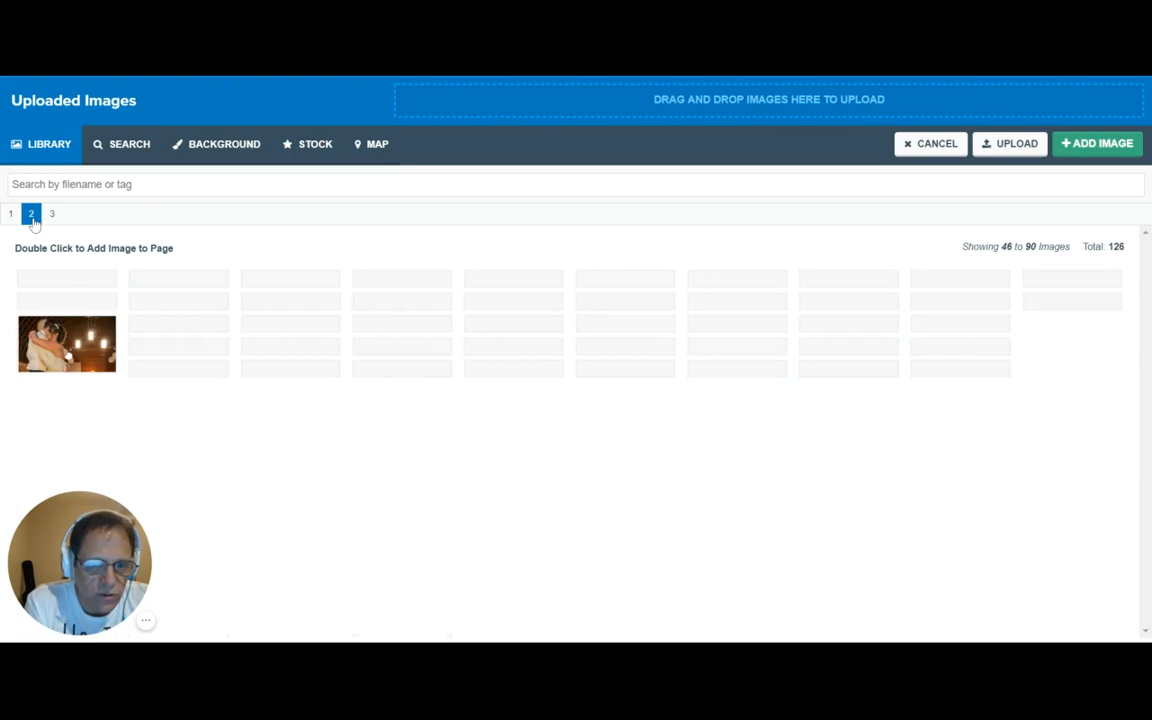 Uploaded Images
DRAG AND DROP IMAGES HERE TO UPLOAD
LIBRARY SEARCH BACKGROUND STOCK MAP
CANCEL UPLOAD +ADD IMAGE
Search by filename or tag
1 2 3
Double Click to Add Image to Page
Showing 46 to 90 Images Total: 126